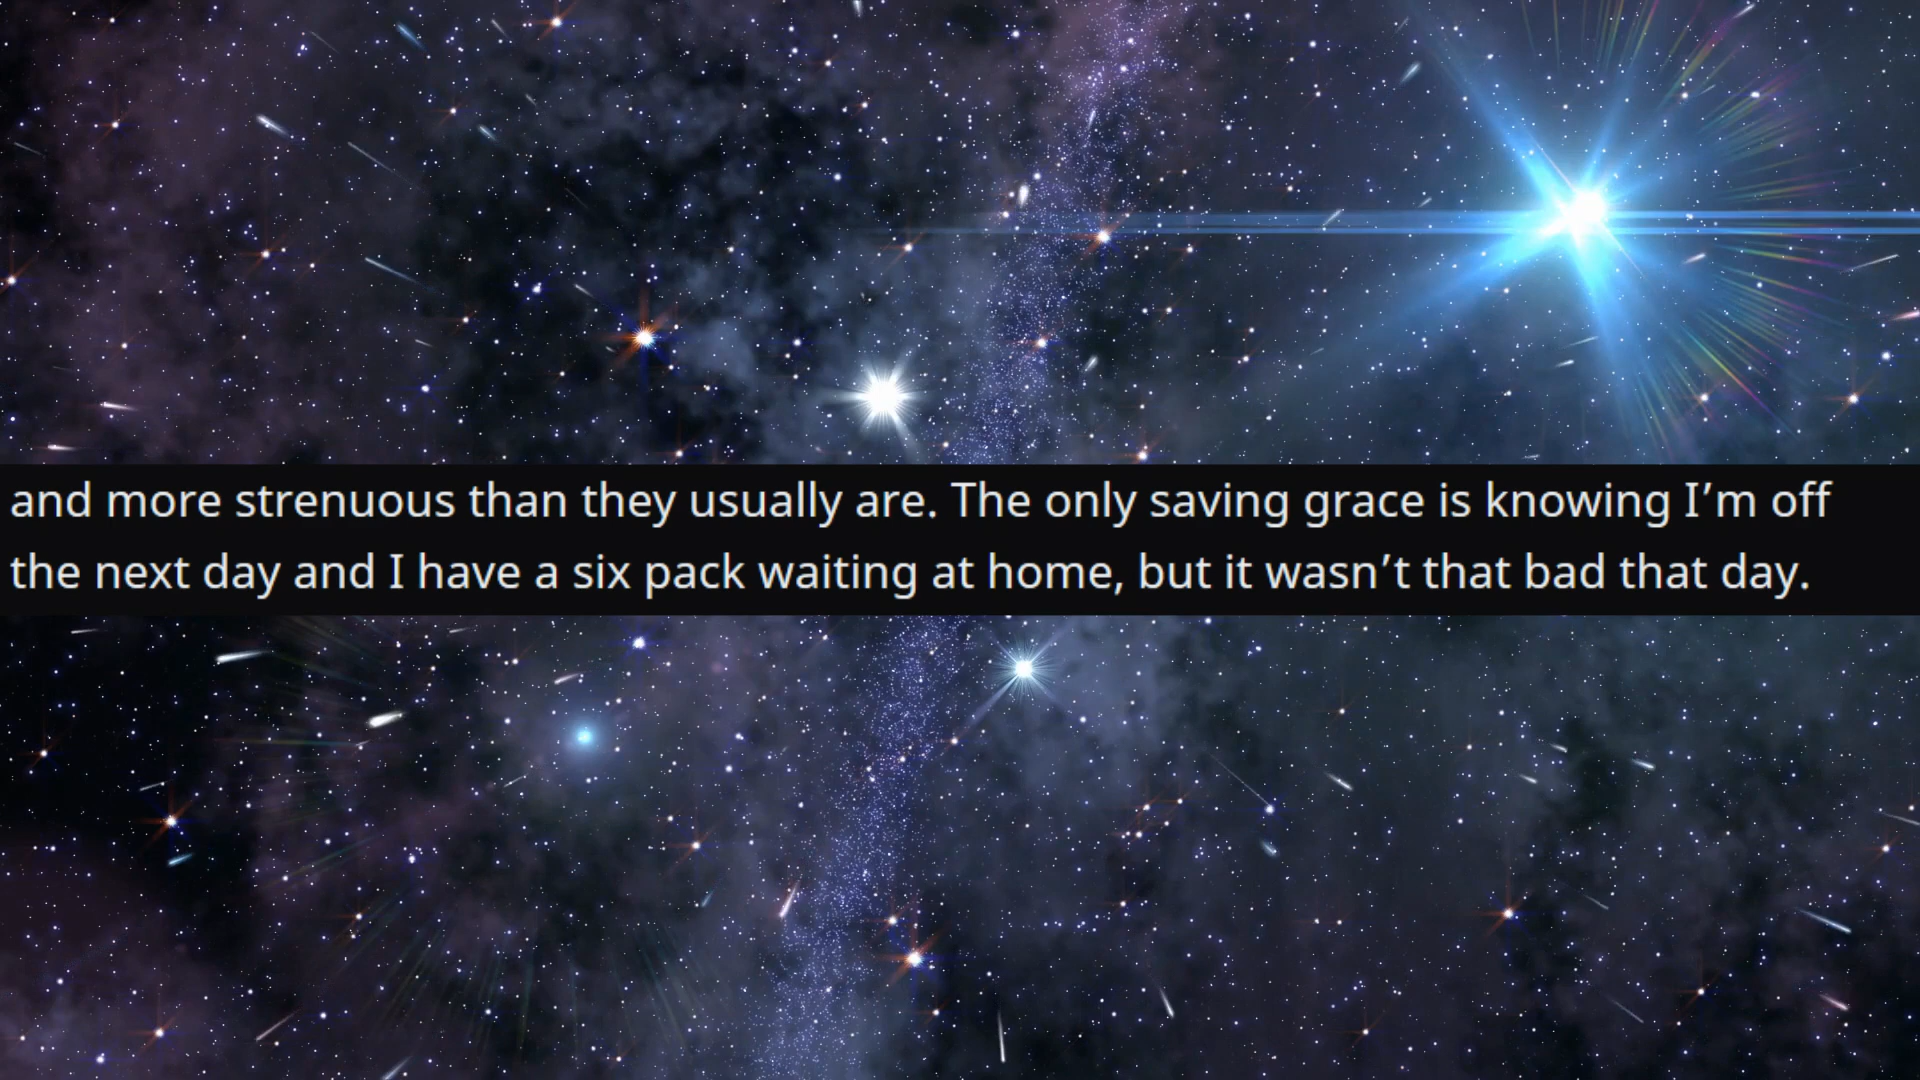 and more strenuous than they usually are. The only saving grace is knowing I’m off
the next day and I have a six pack waiting at home, but it wasn’t that bad that day.